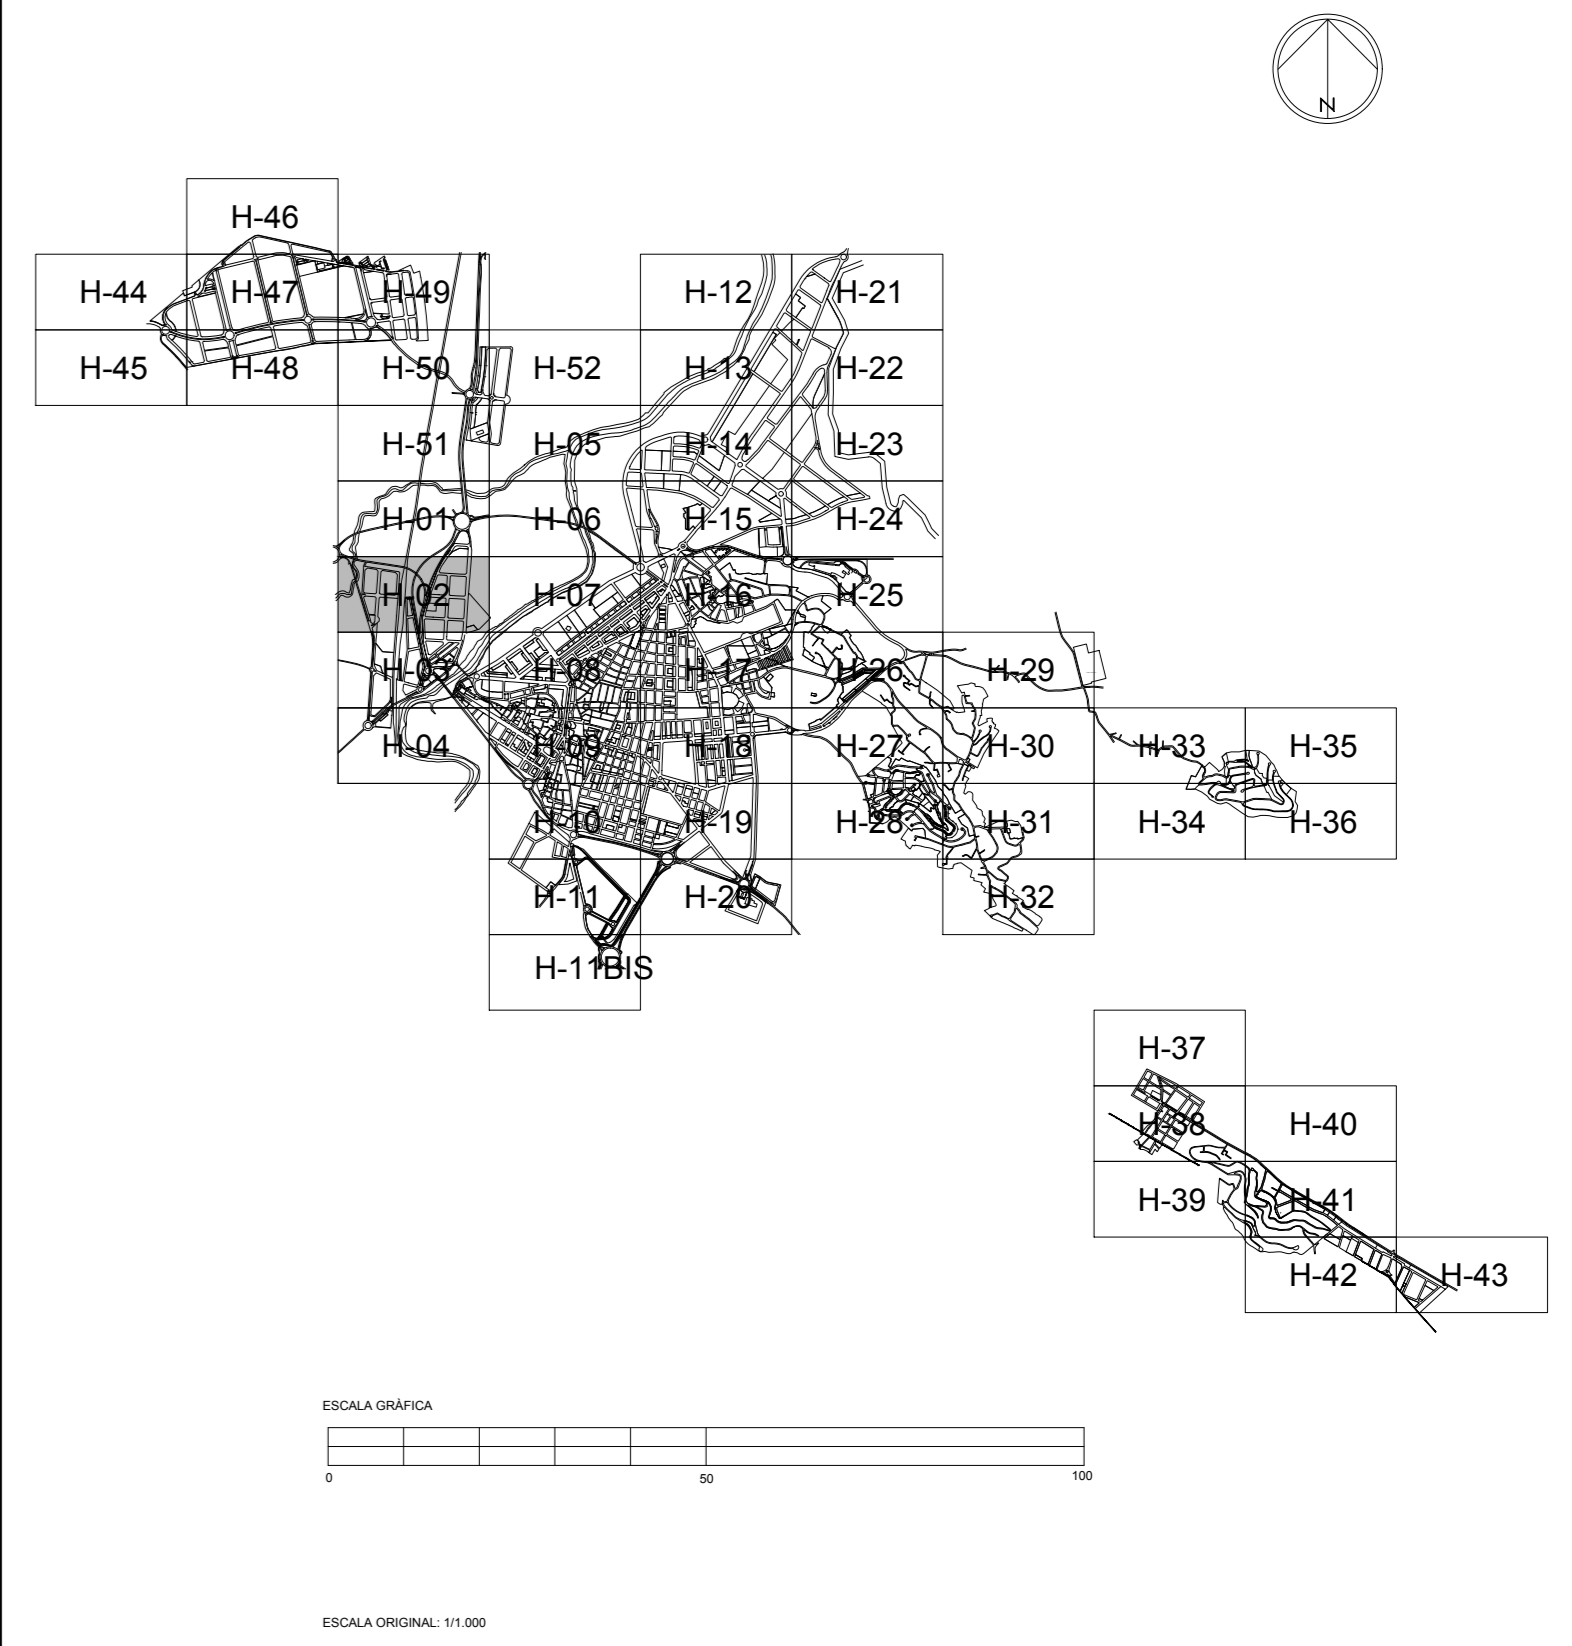 N
H-46
H-44 H-47 H-49 H-12 H-21
H-45 H-48 H-50 H-52 H-13 H-22
H-51 H-05 H-14 H-23
H-01 H-06 H-15 H-24
H-02 H-07 H-16 H-25
H-03 H-08 H-17 H-26 H-29
H-04 H-09 H-18 H-27 H-30 H-33 H-35
H-10 H-19 H-28 H-31 H-34 H-36
H-11 H-20 H-32
H-11BIS
H-37
H-38 H-40
H-39 H-41
H-42 H-43
ESCALA GRÀFICA
0 50 100
ESCALA ORIGINAL: 1/1.000